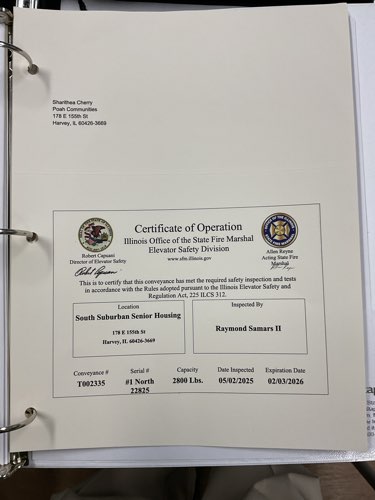 Sharithea Cherry
Posh Communities
178 E 155th St
Harvey, IL 60426-3669
Certificate of Operation
Illinois Office of the State Fire Marshal
Elevator Safety Division
www.sfm.illinois.gov
Robert Capuani
Director of Elevator Safety
Allen Reyne
Acting State Fire
Marshal
This is to certify that this conveyance has met the required safety inspection and tests
in accordance with the Rules adopted pursuant to the Illinois Elevator Safety and
Regulation Act, 225 ILCS 312.
Location
South Suburban Senior Housing
178 E 155th St
Harvey, IL 60426-3669
Inspected By
Raymond Samars II
Conveyance # Serial # Capacity Date Inspected Expiration Date
T002335 #1 North 2800 Lbs. 05/02/2025 02/03/2026
22825